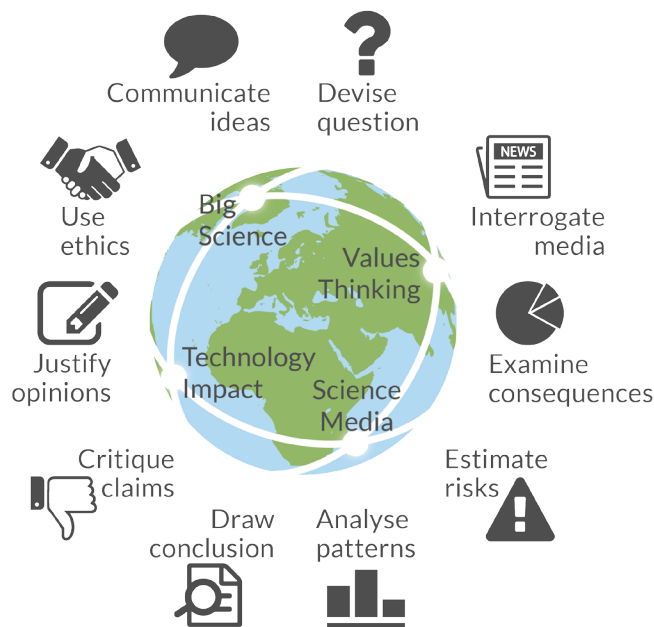 Communicate
ideas
Devise
question
NEWS
Use
ethics
Interrogate
media
Big
Science
Values
Thinking
Justify
opinions
Technology
Impact
Science
Media
Examine
consequences
Critique
claims
Estimate
risks
Draw
conclusion
Analyse
patterns